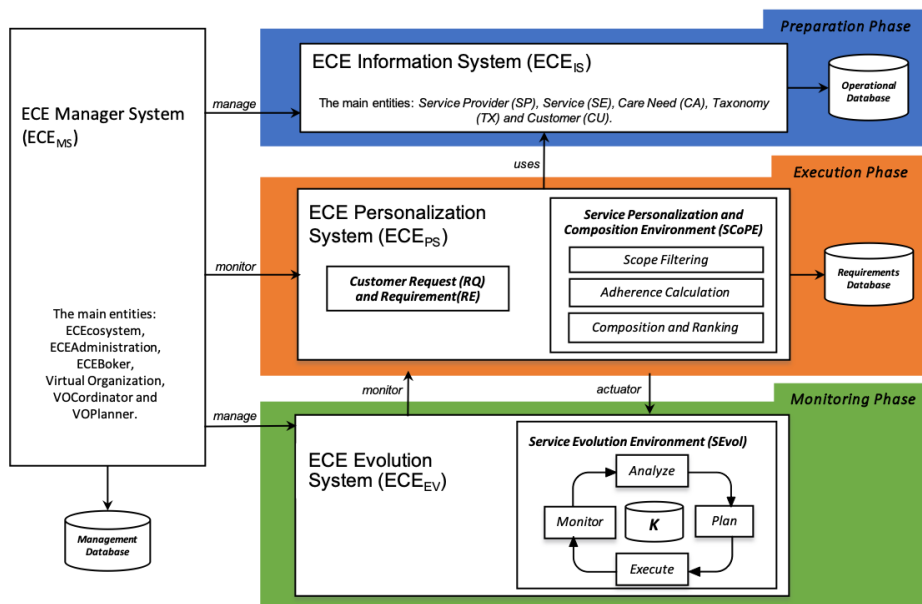 Preparation Phase
ECE Information System (ECEIS)
The main entities: Service Provider (SP), Service (SE), Care Need (CA), Taxonomy
(TX) and Customer (CU).
Operational
Database
manage
ECE Manager System
(ECEMS)
uses
Execution Phase
ECE Personalization
System (ECEPS)
Customer Request (RQ)
and Requirement(RE)
Service Personalization and
Composition Environment (SCoPE)
Scope Filtering
Adherence Calculation
Composition and Ranking
Requirements
Database
monitor
The main entities:
ECEcosystem,
ECEAdministration,
ECEBoker,
Virtual Organization,
VOCordinator and
VOPlanner.
monitor
actuator
manage
Monitoring Phase
ECE Evolution
System (ECEEV)
Service Evolution Environment (SEvol)
Analyze
Monitor
K
Plan
Execute
Management
Database